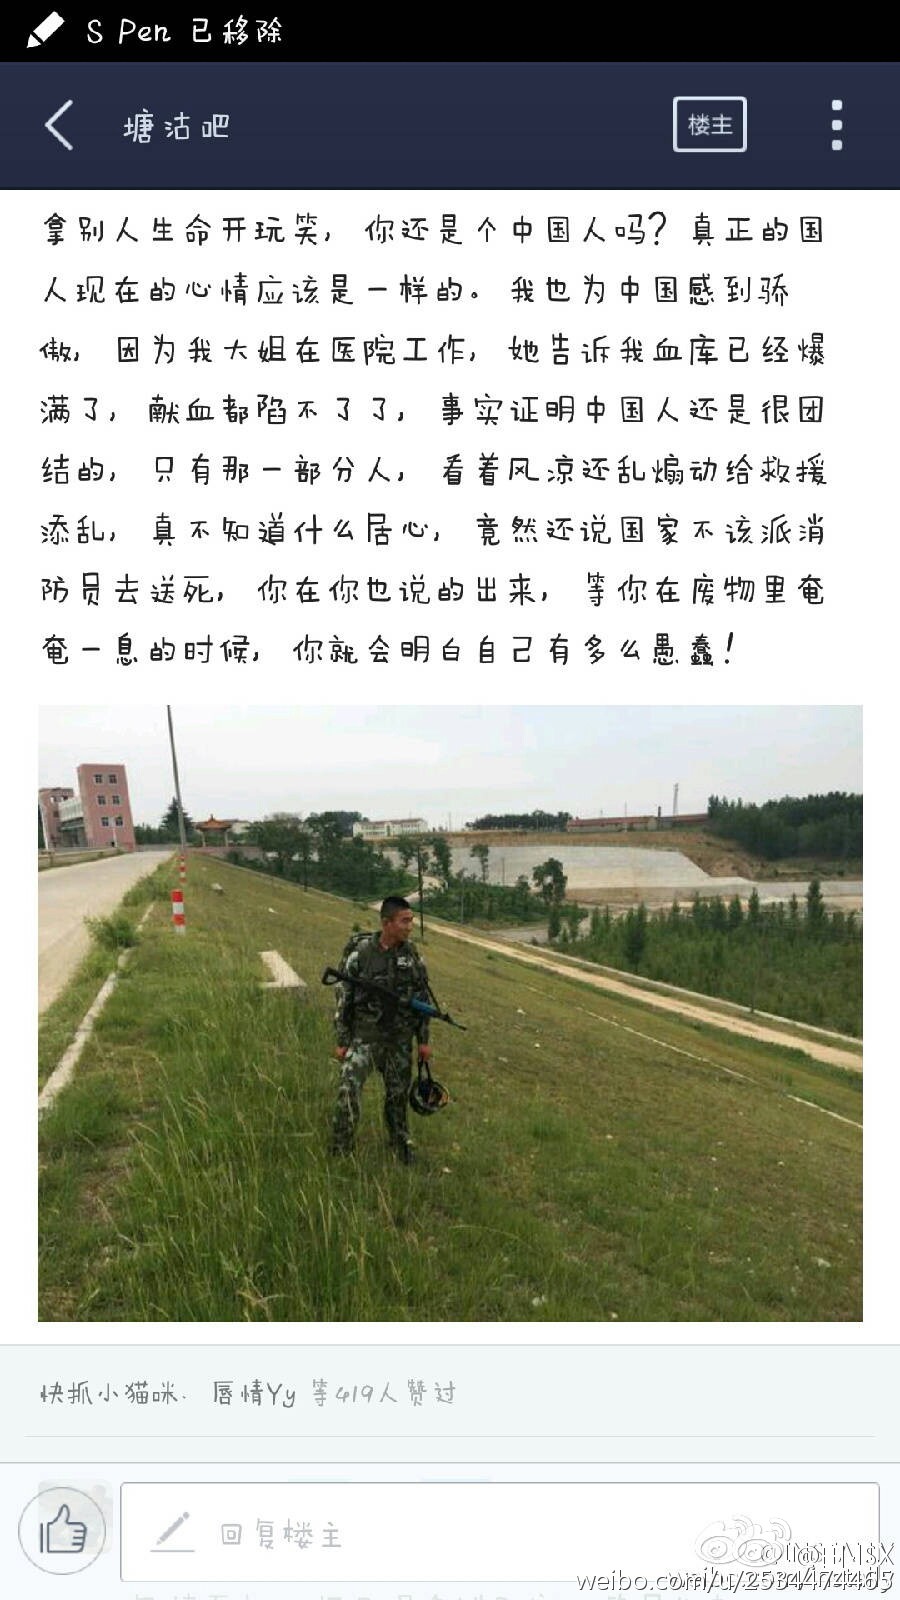 S Pen 已移除
塘沽吧
楼主
拿别人生命开玩笑，你还是个中国人吗？真正的国
人现在的心情应该是一样的。我也为中国感到骄
傲，因为我大姐在医院工作，她告诉我血库已经爆
满了，献血都陷不了了，事实证明中国人还是很团
结的，只有那一部分人，看着风凉还乱煽动给救援
添乱，真不知道什么居心，竟然还说国家不该派消
防员去送死，你在你也说的出来，等你在废物里奄
奄一息的时候，你就会明白自己有多么愚蠢！
快抓小猫咪、唇情Yy 等419人赞过
回复楼主